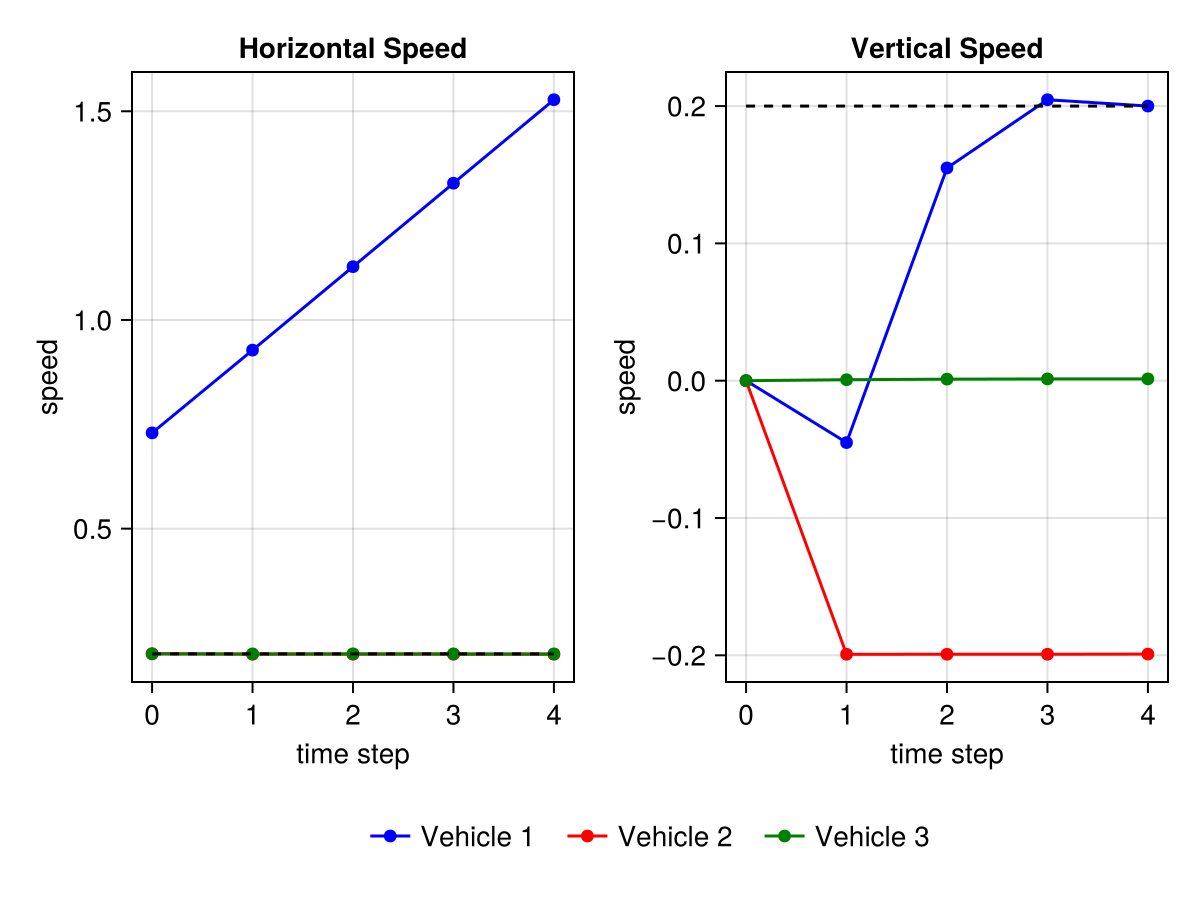 Horizontal Speed
speed
1.5
1.0
0.5
0 1 2 3 4
time step
Vertical Speed
speed
0.2
0.1
0.0
−0.1
−0.2
0 1 2 3 4
time step
Vehicle 1 Vehicle 2 Vehicle 3